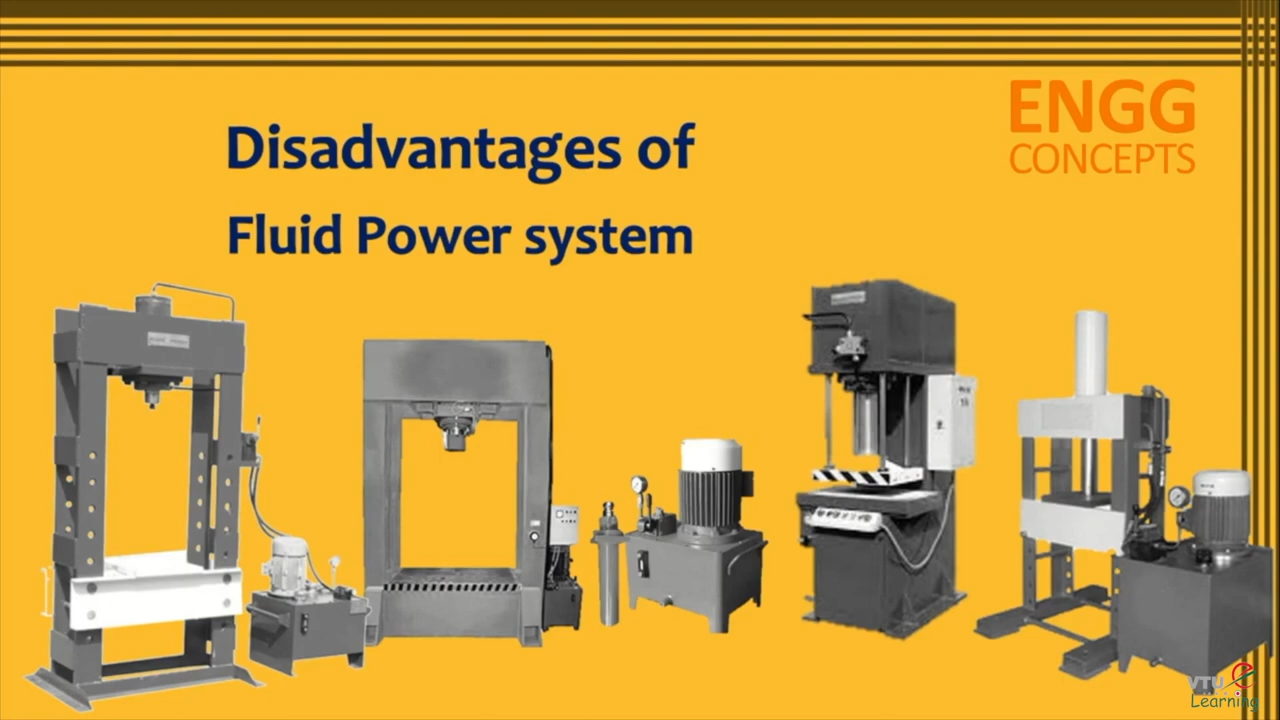 ENGG
CONCEPTS
Disadvantages of
Fluid Power system
VTU e
Learning